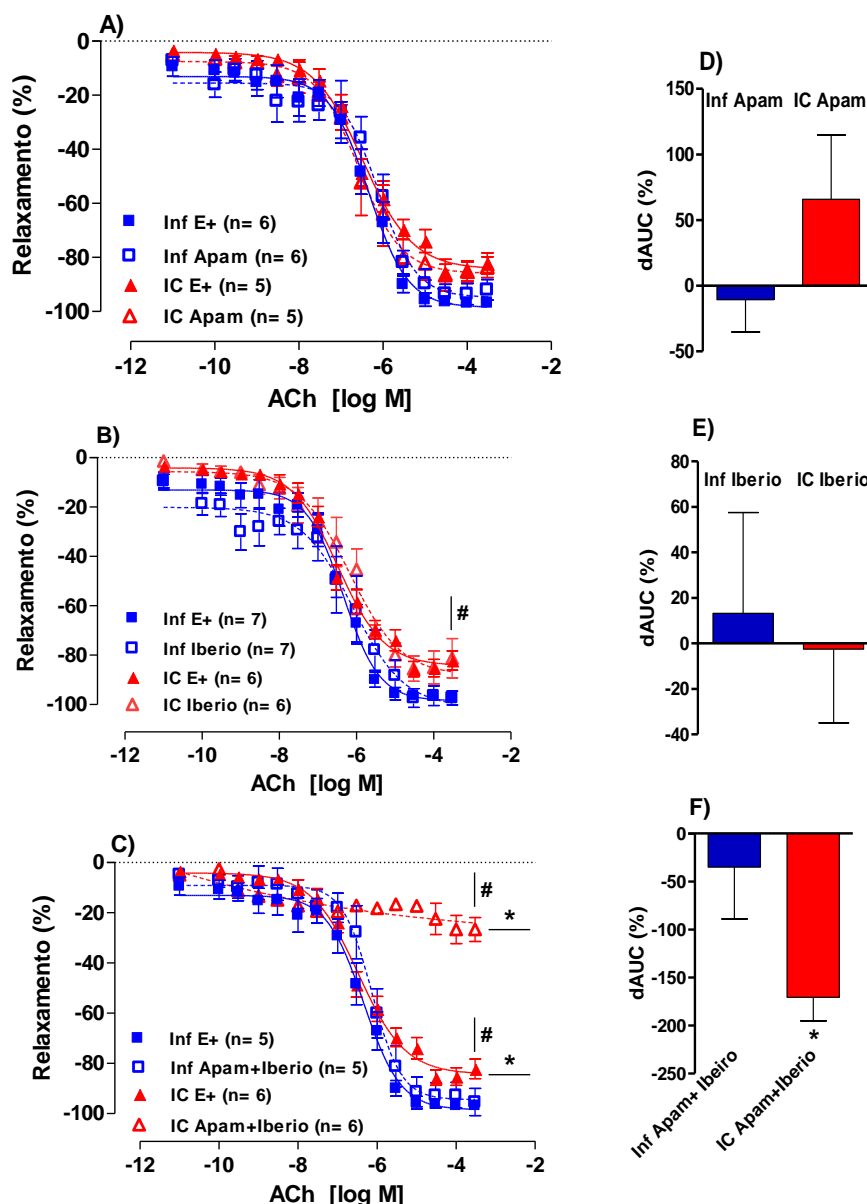 A)
0
-20
-40
-60
-80
-100
Relaxamento (%)
Inf E+ (n= 6)
Inf Apam (n= 6)
IC E+ (n= 5)
IC Apam (n= 5)
-12 -10 -8 -6 -4 -2
ACh [log M]
D)
150
100
50
0
-50
dAUC (%)
Inf Apam IC Apam
B)
0
-20
-40
-60
-80
-100
Relaxamento (%)
#
Inf E+ (n= 7)
Inf Iberio (n= 7)
IC E+ (n= 6)
IC Iberio (n= 6)
-12 -10 -8 -6 -4 -2
ACh [log M]
E)
80
60
40
20
0
-20
-40
dAUC (%)
Inf Iberio IC Iberio
C)
0
-20
-40
-60
-80
-100
Relaxamento (%)
#
*
#
*
Inf E+ (n= 5)
Inf Apam+Iberio (n= 5)
IC E+ (n= 6)
IC Apam+Iberio (n= 6)
-12 -10 -8 -6 -4 -2
ACh [log M]
F)
0
-50
-100
-150
-200
-250
dAUC (%)
*
Inf Apam+ Ibeiro
IC Apam+Iberio